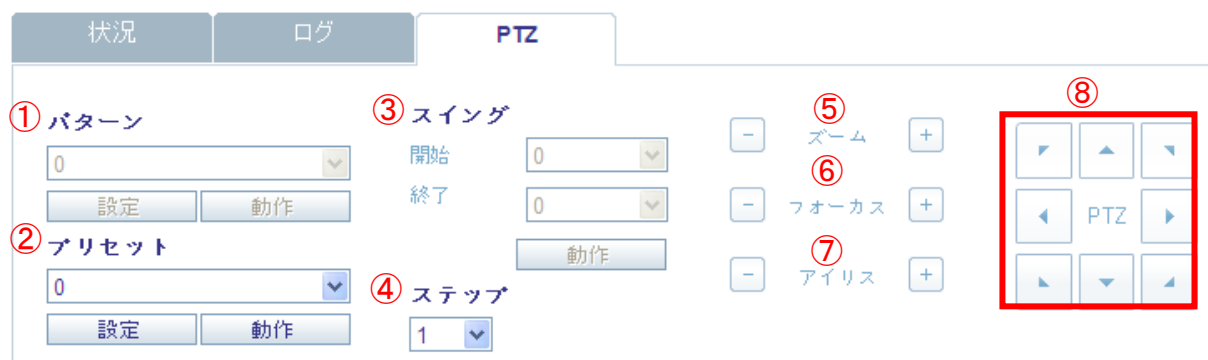 状況 ログ PTZ
① パターン
0
設定 動作
② プリセット
0
設定 動作
③ スイング
開始 0
終了 0
動作
④ ステップ
1
⑤
- ズーム +
⑥
- フォーカス +
⑦
- アイリス +
⑧
PTZ